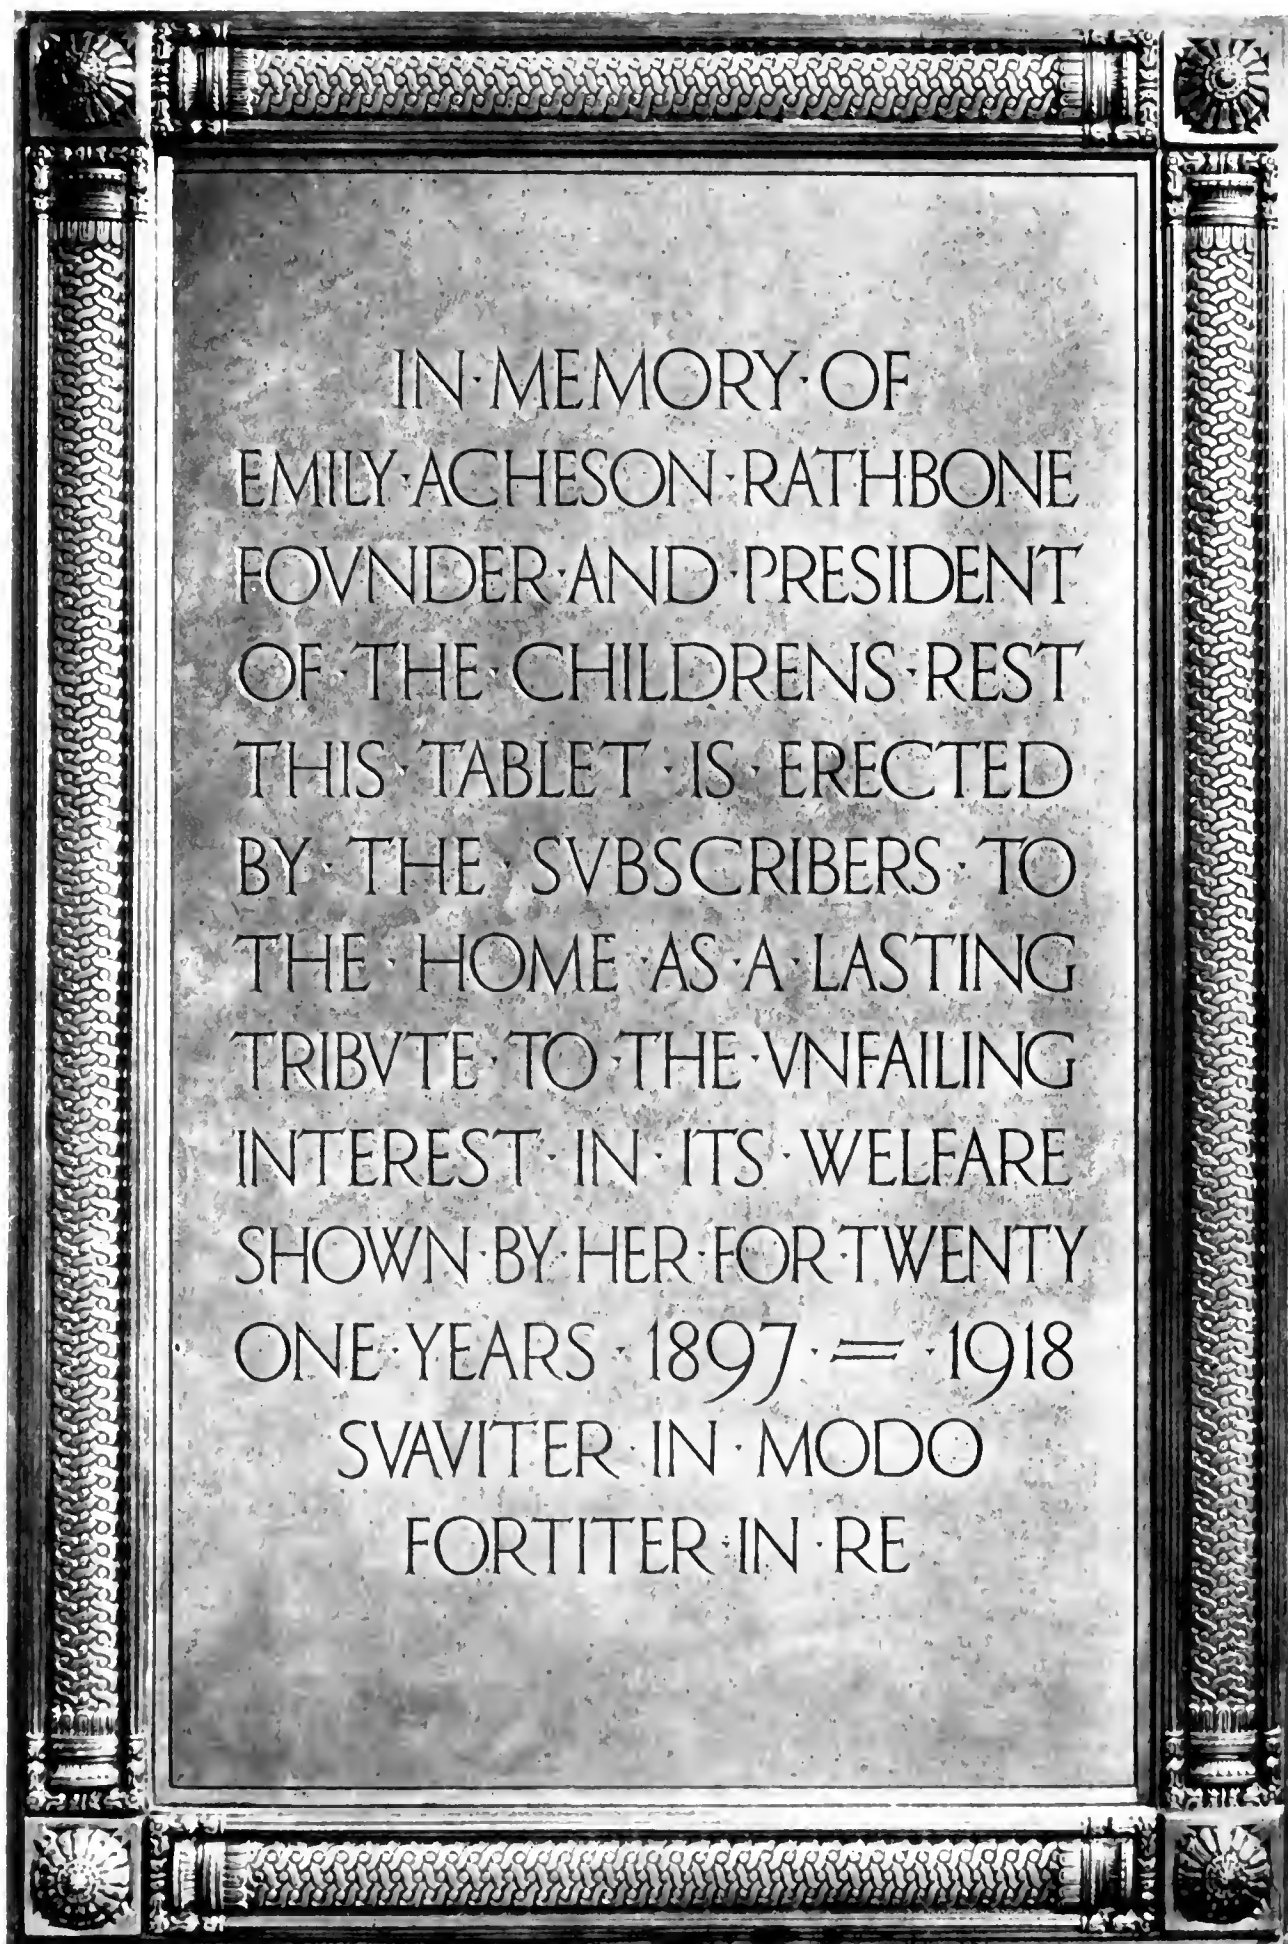 IN·MEMORY·OF
EMILY·ACHESON·RATHBONE
FOVNDER·AND·PRESIDENT
OF·THE·CHILDRENS·REST
THIS·TABLET·IS·ERECTED
BY·THE·SVBSCRIBERS·TO
THE·HOME·AS·A·LASTING
TRIBVTE·TO·THE·VNFAILING
INTEREST·IN·ITS·WELFARE
SHOWN·BY·HER·FOR·TWENTY
ONE·YEARS·1897·=·1918
SVAVITER·IN·MODO
FORTITER·IN·RE